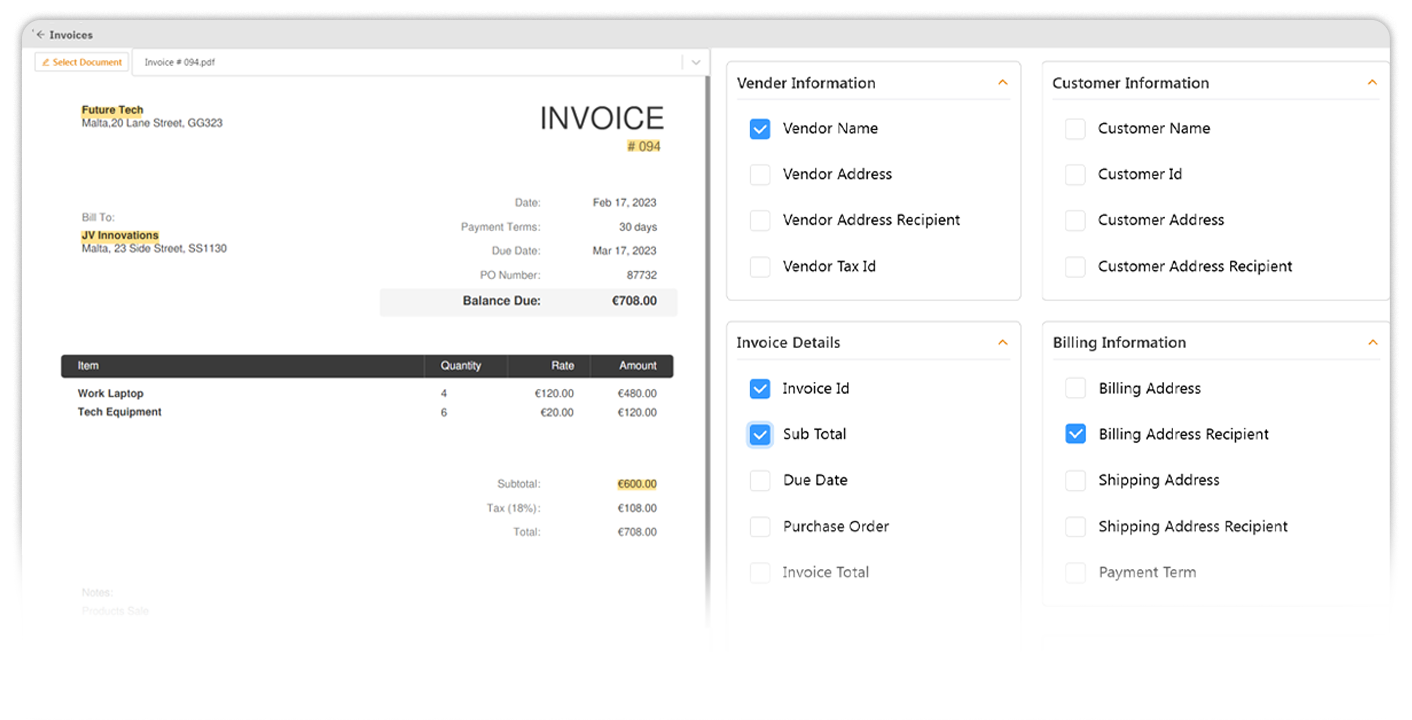 Invoices
Select Document
Invoice # 094.pdf
Future Tech
Malta,20 Lane Street, GG323
INVOICE
# 094
Bill To:
JV Innovations
Malta, 23 Side Street, SS1130
Date: Feb 17, 2023
Payment Terms: 30 days
Due Date: Mar 17, 2023
PO Number: 87732
Balance Due: €708.00
Item Quantity Rate Amount
Work Laptop 4 €120.00 €480.00
Tech Equipment 6 €20.00 €120.00
Subtotal: €600.00
Tax (18%): €108.00
Total: €708.00
Notes:
Products Sale
Vender Information
Vendor Name
Vendor Address
Vendor Address Recipient
Vendor Tax Id
Customer Information
Customer Name
Customer Id
Customer Address
Customer Address Recipient
Invoice Details
Invoice Id
Sub Total
Due Date
Purchase Order
Invoice Total
Billing Information
Billing Address
Billing Address Recipient
Shipping Address
Shipping Address Recipient
Payment Term